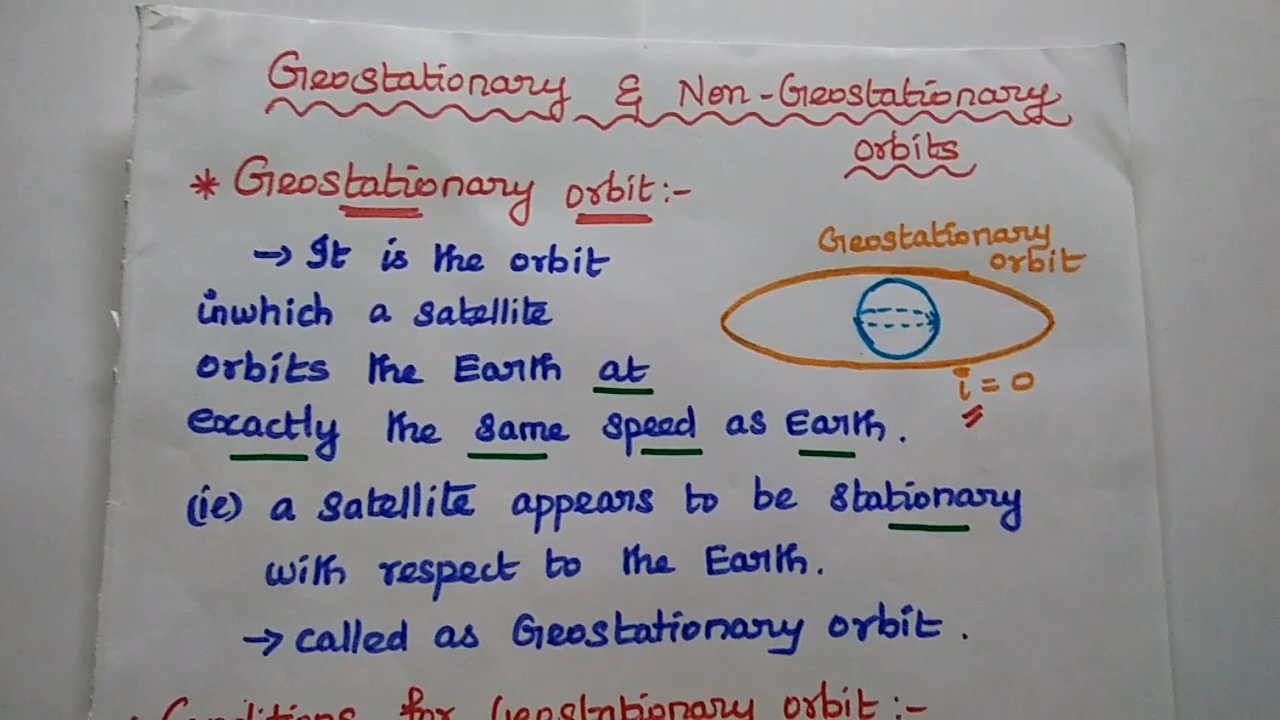 Geostationary & Non-Geostationary
orbits
* Geostationary orbit:-
→ It is the orbit
inwhich a satellite
orbits the Earth at
exactly the same speed as Earth.
(ie) a satellite appears to be stationary
with respect to the Earth.
→ called as Geostationary orbit.
Geostationary
orbit
i = 0
* Conditions for Geostationary orbit:-